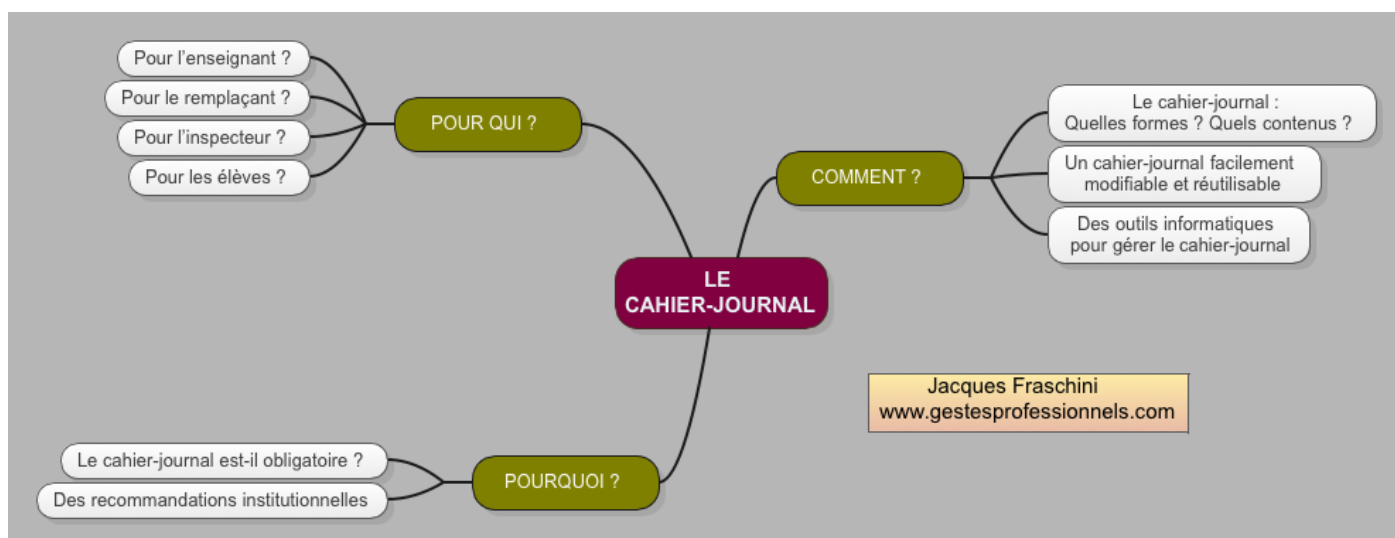 Pour l'enseignant ?
Pour le remplaçant ?
Pour l'inspecteur ?
Pour les élèves ?
POUR QUI ?
COMMENT ?
Le cahier-journal :
Quelles formes ? Quels contenus ?
Un cahier-journal facilement
modifiable et réutilisable
Des outils informatiques
pour gérer le cahier-journal
LE
CAHIER-JOURNAL
Jacques Fraschini
www.gestesprofessionnels.com
Le cahier-journal est-il obligatoire ?
Des recommandations institutionnelles
POURQUOI ?